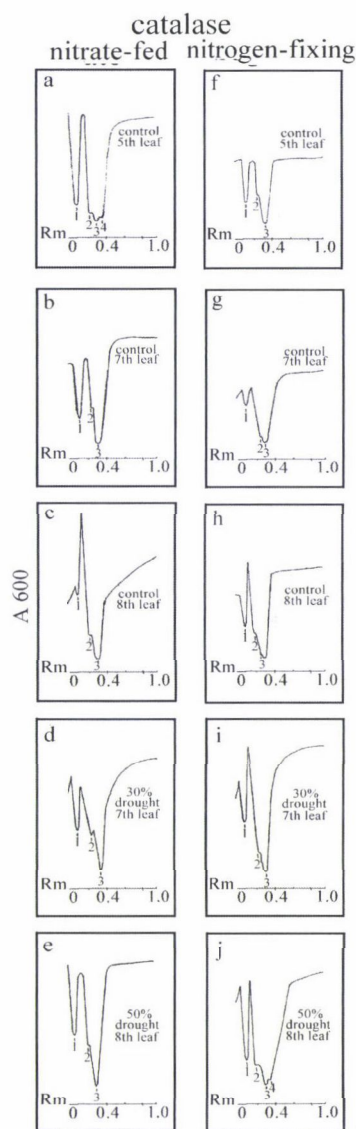 catalase
nitrate-fed nitrogen-fixing
A 600
a
control
5th leaf
i
2
3
4
Rm
0 0.4 1.0
f
control
5th leaf
i
2
3
Rm
0 0.4 1.0
b
control
7th leaf
i
2
3
Rm
0 0.4 1.0
g
control
7th leaf
i
2
3
Rm
0 0.4 1.0
c
control
8th leaf
i
2
3
Rm
0 0.4 1.0
h
control
8th leaf
i
2
3
Rm
0 0.4 1.0
d
30%
drought
7th leaf
i
2
3
Rm
0 0.4 1.0
i
30%
drought
7th leaf
i
2
3
Rm
0 0.4 1.0
e
50%
drought
8th leaf
i
2
3
Rm
0 0.4 1.0
j
50%
drought
8th leaf
i
2
3
4
Rm
0 0.4 1.0